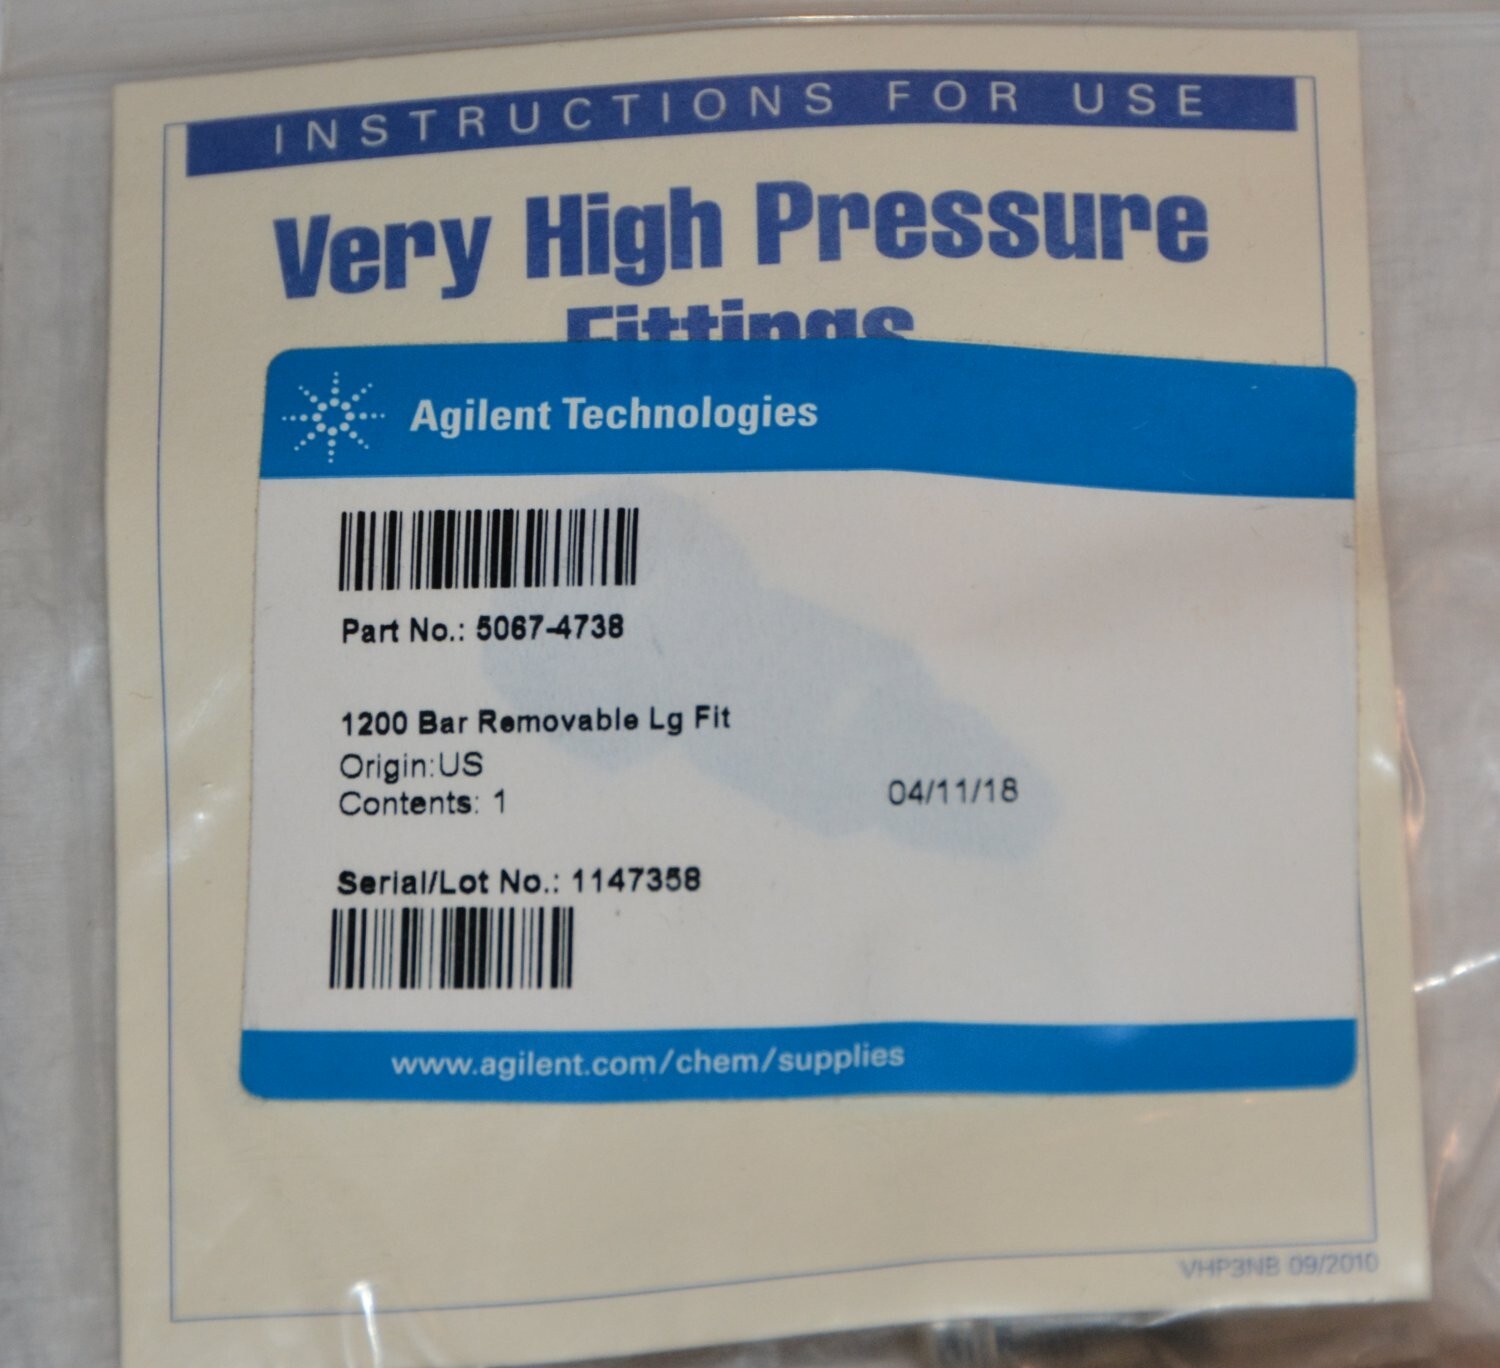 INSTRUCTIONS FOR USE
Very High Pressure
Fittings
Agilent Technologies
Part No.: 5067-4738
1200 Bar Removable Lg Fit
Origin:US
Contents: 1
04/11/18
Serial/Lot No.: 1147358
www.agilent.com/chem/supplies
VHP3NB 09/2010